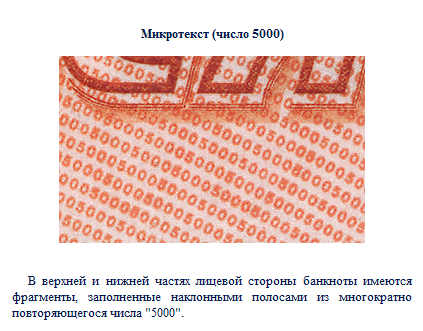 Микротекст (число 5000)
В верхней и нижней частях лицевой стороны банкноты имеются
фрагменты, заполненные наклонными полосами из многократно
повторяющегося числа "5000".